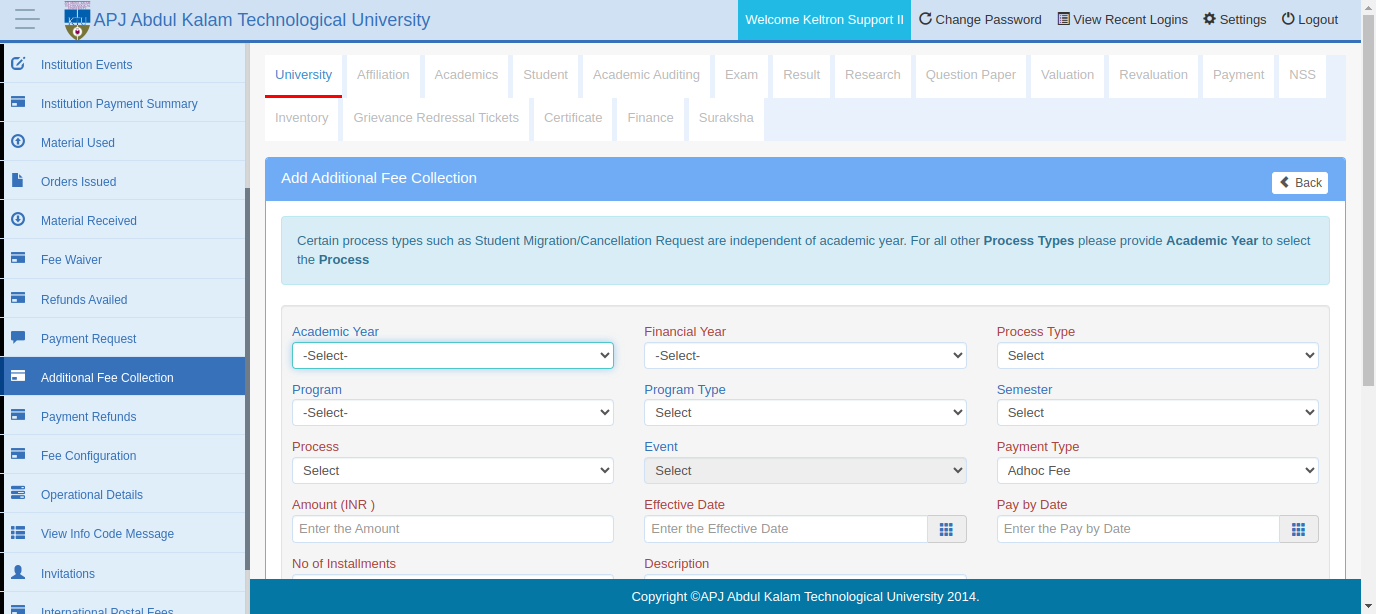 APJ Abdul Kalam Technological University
Welcome Keltron Support II Change Password View Recent Logins Settings Logout
Institution Events
Institution Payment Summary
Material Used
Orders Issued
Material Received
Fee Waiver
Refunds Availed
Payment Request
Additional Fee Collection
Payment Refunds
Fee Configuration
Operational Details
View Info Code Message
Invitations
International Postal Fees
University Affiliation Academics Student Academic Auditing Exam Result Research Question Paper Valuation Revaluation Payment NSS
Inventory Grievance Redressal Tickets Certificate Finance Suraksha
Add Additional Fee Collection
Back
Certain process types such as Student Migration/Cancellation Request are independent of academic year. For all other Process Types please provide Academic Year to select
the Process
Academic Year Financial Year Process Type
-Select- -Select- Select
Program Program Type Semester
-Select- Select Select
Process Event Payment Type
Select Select Adhoc Fee
Amount (INR ) Effective Date Pay by Date
Enter the Amount Enter the Effective Date Enter the Pay by Date
No of Installments Description
Copyright ©APJ Abdul Kalam Technological University 2014.